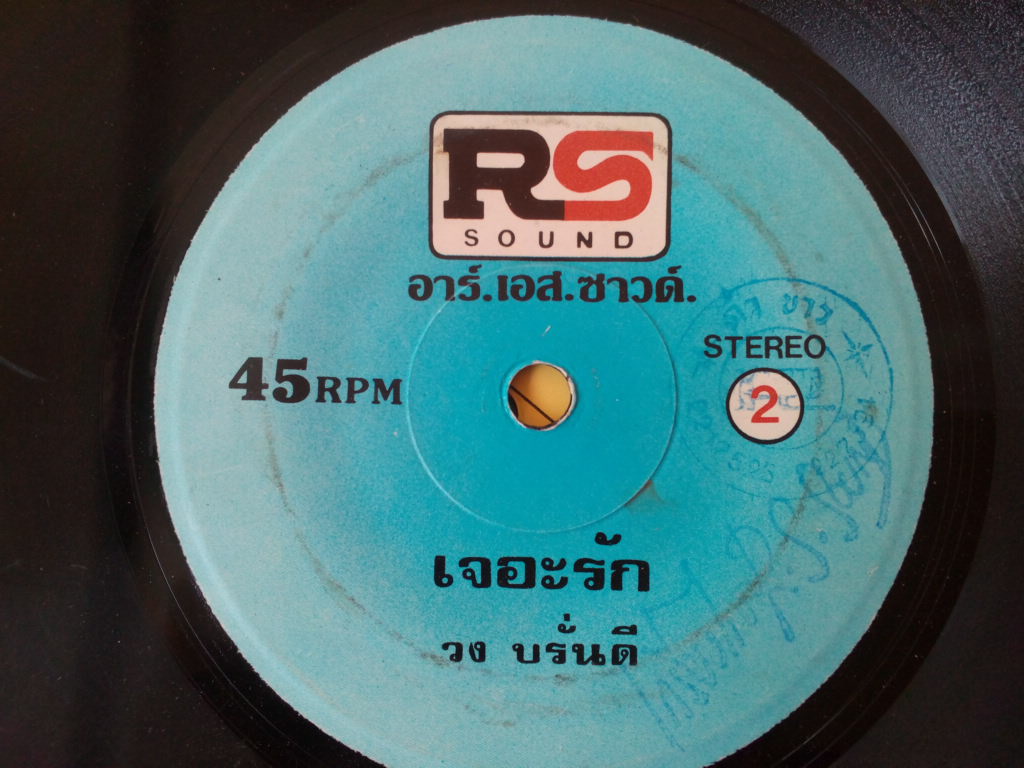 RS
SOUND
อาร์.เอส.ซาวด์.
45RPM
STEREO
2
เจอะรัก
วง บรั่นดี